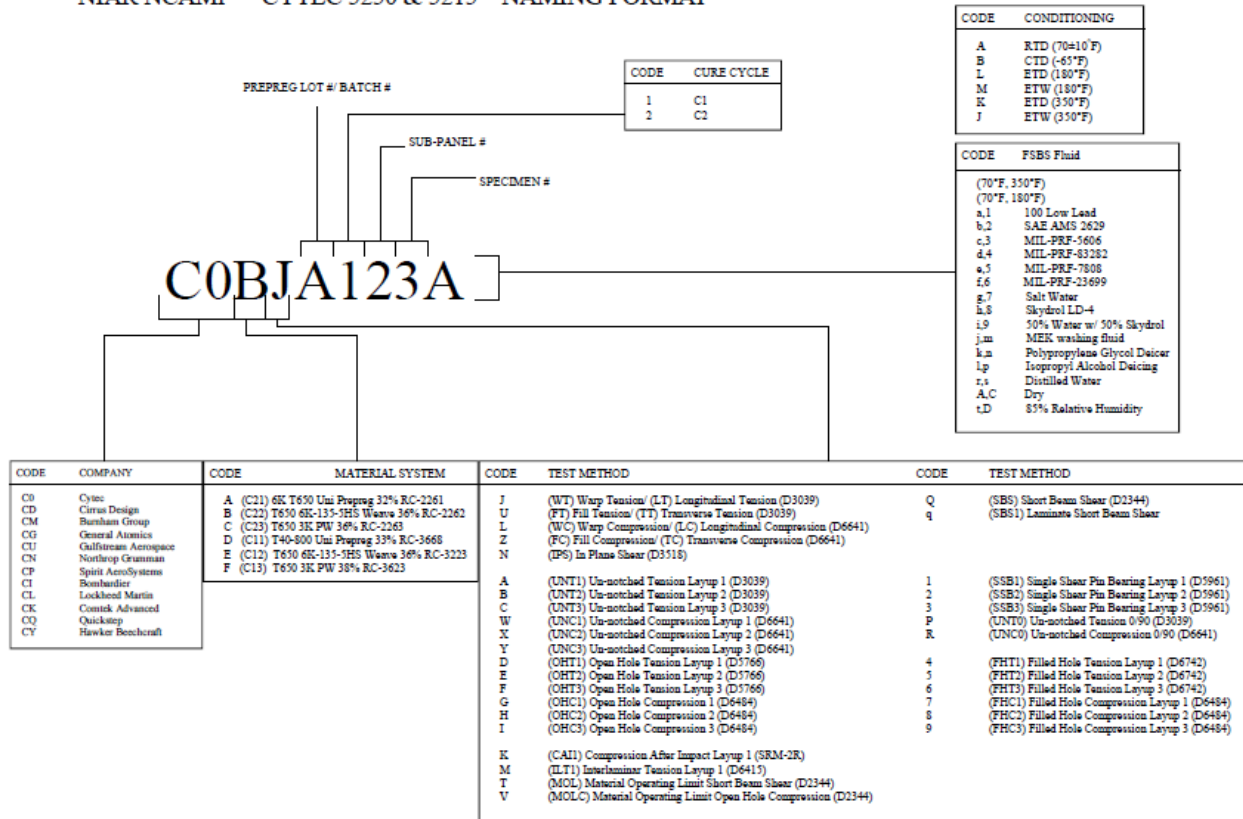 NIAR NCAMP CYTEC 5250 & 5215 NAMING FORMAT
CODE CONDITIONING
A RTD (70±10°F)
B CTD (-65°F)
L ETD (180°F)
M ETW (180°F)
K ETD (350°F)
J ETW (350°F)
CODE CURE CYCLE
1 C1
2 C2
PREPREG LOT #/ BATCH #
SUB-PANEL #
SPECIMEN #
CODE FSBS Fluid
(70°F, 350°F)
(70°F, 180°F)
a,1 100 Low Lead
b,2 SAE AMS 2629
c,3 MIL-PRF-5606
d,4 MIL-PRF-83282
e,5 MIL-PRF-7808
f,6 MIL-PRF-23699
g,7 Salt Water
h,8 Skydrol LD-4
i,9 50% Water w/ 50% Skydrol
j,m MEK washing fluid
k,n Polypropylene Glycol Deicer
l,p Isopropyl Alcohol Deicing
r,s Distilled Water
A,C Dry
t,D 85% Relative Humidity
C0BJA123A
CODE COMPANY
C0 Cytec
CD Cirrus Design
CM Burnham Group
CG General Atomics
CU Gulfstream Aerospace
CN Northrop Grumman
CP Spirit AeroSystems
CI Bombardier
CL Lockheed Martin
CK Comtek Advanced
CQ Quickstep
CY Hawker Beechcraft
CODE MATERIAL SYSTEM
A (C21) 6K T650 Uni Prepreg 32% RC-2261
B (C22) T650 6K-135-5HS Weave 36% RC-2262
C (C23) T650 3K PW 36% RC-2263
D (C11) T40-800 Uni Prepreg 33% RC-3668
E (C12) T650 6K-135-5HS Weave 36% RC-3223
F (C13) T650 3K PW 38% RC-3623
CODE TEST METHOD
J (WT) Warp Tension/ (LT) Longitudinal Tension (D3039)
U (FT) Fill Tension/ (TT) Transverse Tension (D3039)
L (WC) Warp Compression/ (LC) Longitudinal Compression (D6641)
Z (FC) Fill Compression/ (TC) Transverse Compression (D6641)
N (IPS) In Plane Shear (D3518)
A (UNT1) Un-notched Tension Layup 1 (D3039)
B (UNT2) Un-notched Tension Layup 2 (D3039)
C (UNT3) Un-notched Tension Layup 3 (D3039)
W (UNC1) Un-notched Compression Layup 1 (D6641)
X (UNC2) Un-notched Compression Layup 2 (D6641)
Y (UNC3) Un-notched Compression Layup 3 (D6641)
D (OHT1) Open Hole Tension Layup 1 (D5766)
E (OHT2) Open Hole Tension Layup 2 (D5766)
F (OHT3) Open Hole Tension Layup 3 (D5766)
G (OHC1) Open Hole Compression 1 (D6484)
H (OHC2) Open Hole Compression 2 (D6484)
I (OHC3) Open Hole Compression 3 (D6484)
K (CAI1) Compression After Impact Layup 1 (SRM-2R)
M (ILT1) Interlaminar Tension Layup 1 (D6415)
T (MOL) Material Operating Limit Short Beam Shear (D2344)
V (MOLC) Material Operating Limit Open Hole Compression (D2344)
CODE TEST METHOD
Q (SBS) Short Beam Shear (D2344)
q (SBS1) Laminate Short Beam Shear
1 (SSB1) Single Shear Pin Bearing Layup 1 (D5961)
2 (SSB2) Single Shear Pin Bearing Layup 2 (D5961)
3 (SSB3) Single Shear Pin Bearing Layup 3 (D5961)
P (UNT0) Un-notched Tension 0/90 (D3039)
R (UNC0) Un-notched Compression 0/90 (D6641)
4 (FHT1) Filled Hole Tension Layup 1 (D6742)
5 (FHT2) Filled Hole Tension Layup 2 (D6742)
6 (FHT3) Filled Hole Tension Layup 3 (D6742)
7 (FHC1) Filled Hole Compression Layup 1 (D6484)
8 (FHC2) Filled Hole Compression Layup 2 (D6484)
9 (FHC3) Filled Hole Compression Layup 3 (D6484)